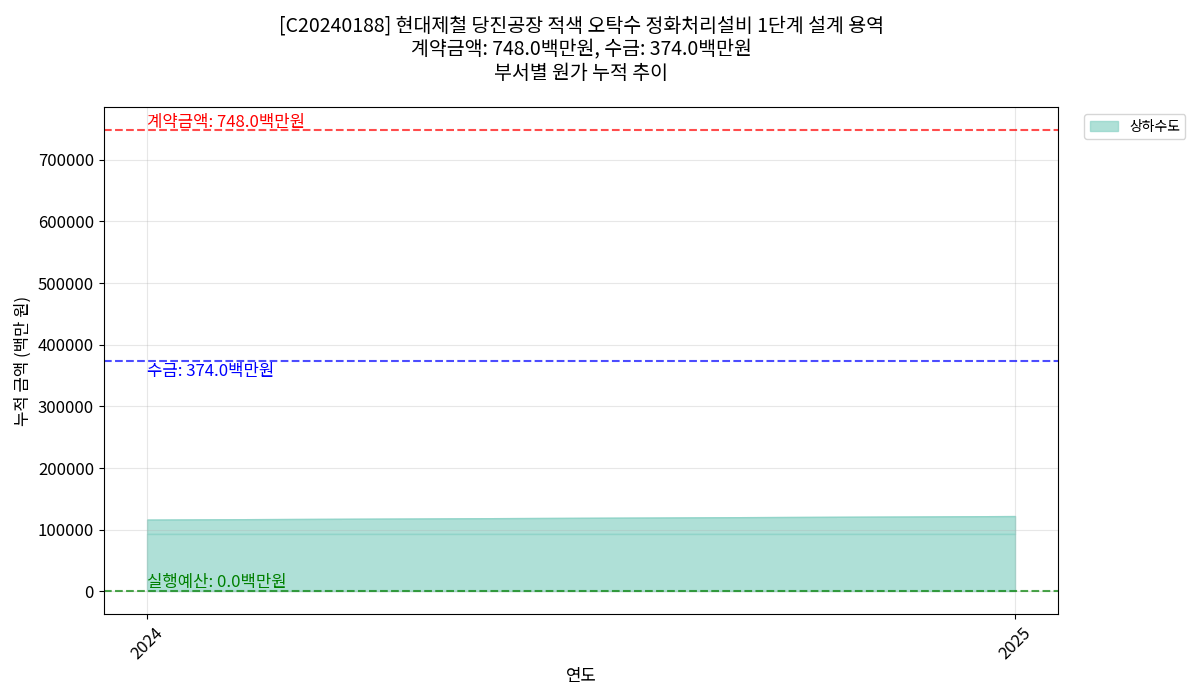 [C20240188] 현대제철 당진공장 적색 오탁수 정화처리설비 1단계 설계 용역
계약금액: 748.0백만원, 수금: 374.0백만원
부서별 원가 누적 추이
계약금액: 748.0백만원
상하수도
700000
600000
500000
400000
수금: 374.0백만원
300000
200000
100000
실행예산: 0.0백만원
0
누적 금액 (백만 원)
2024
2025
연도